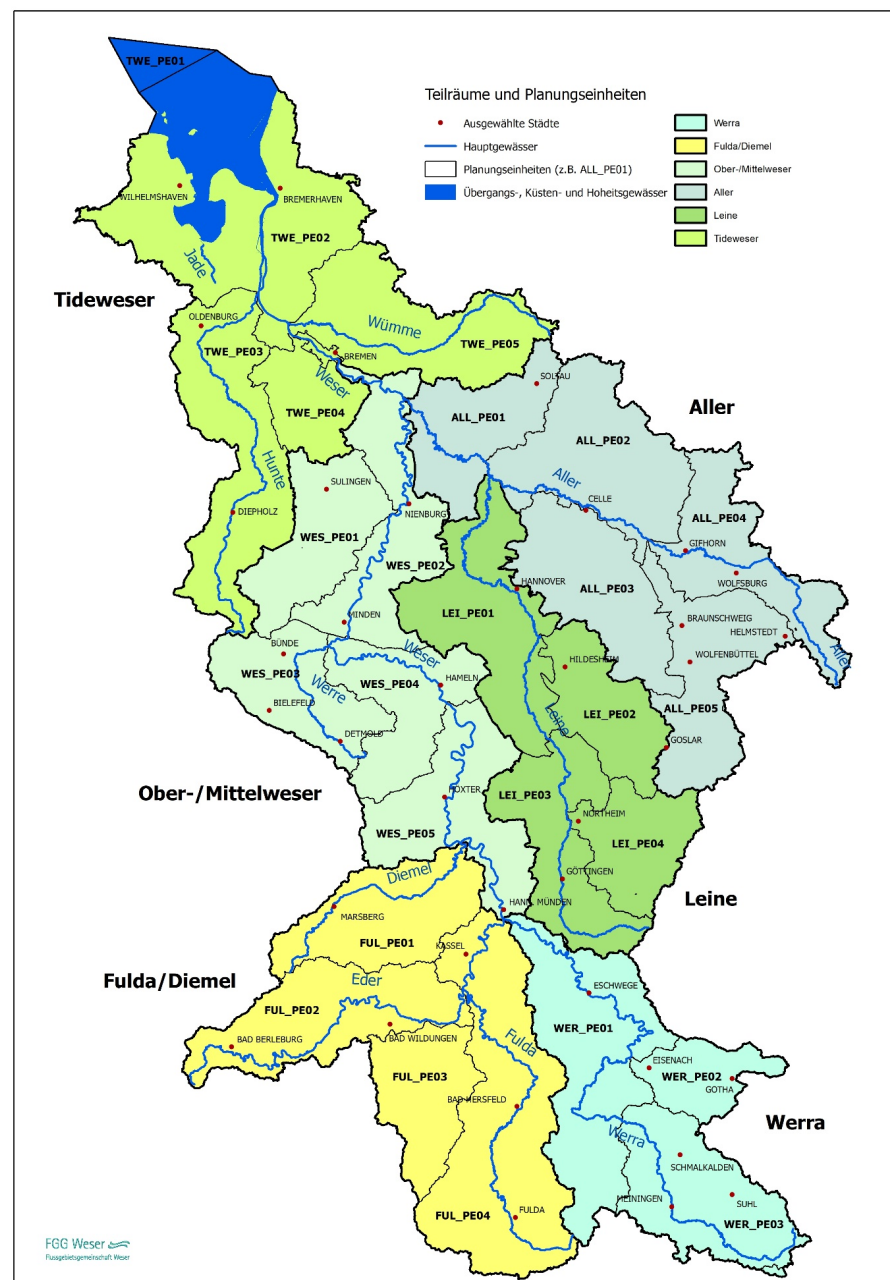 TWE_PE01
Teilräume und Planungseinheiten
Ausgewählte Städte
Hauptgewässer
Planungseinheiten (z.B. ALL_PE01)
Übergangs-, Küsten- und Hoheitsgewässer
Werra
Fulda/Diemel
Ober-/Mittelweser
Aller
Leine
Tideweser
WILHELMSHAVEN
BREMERHAVEN
TWE_PE02
Jade
Tideweser
OLDENBURG
Wümme
TWE_PE03
TWE_PE05
BREMEN
Weser
SOLTAU
TWE_PE04
ALL_PE01
Aller
ALL_PE02
Hunte
Aller
SULINGEN
DIEPHOLZ
NIENBURG
CELLE
ALL_PE04
WES_PE01
GIFHORN
WES_PE02
ALL_PE03
WOLFSBURG
HANNOVER
LEI_PE01
MINDEN
BRAUNSCHWEIG
HELMSTEDT
BÜNDE
Weser
WOLFENBÜTTEL
Aller
HILDESHEIM
WES_PE03
WES_PE04
HAMELN
Werre
BIELEFELD
ALL_PE05
LEI_PE02
Leine
DETMOLD
GOSLAR
Ober-/Mittelweser
HÖXTER
LEI_PE03
NORTHEIM
WES_PE05
LEI_PE04
Diemel
GÖTTINGEN
Leine
MARSBERG
HANN. MÜNDEN
FUL_PE01
KASSEL
Fulda/Diemel
Eder
ESCHWEGE
FUL_PE02
WER_PE01
BAD BERLEBURG
BAD WILDUNGEN
Fulda
EISENACH
FUL_PE03
WER_PE02
GOTHA
BAD HERSFELD
Werra
Werra
SCHMALKALDEN
MEININGEN
SUHL
FUL_PE04
FULDA
WER_PE03
FGG Weser
Flussgebietsgemeinschaft Weser